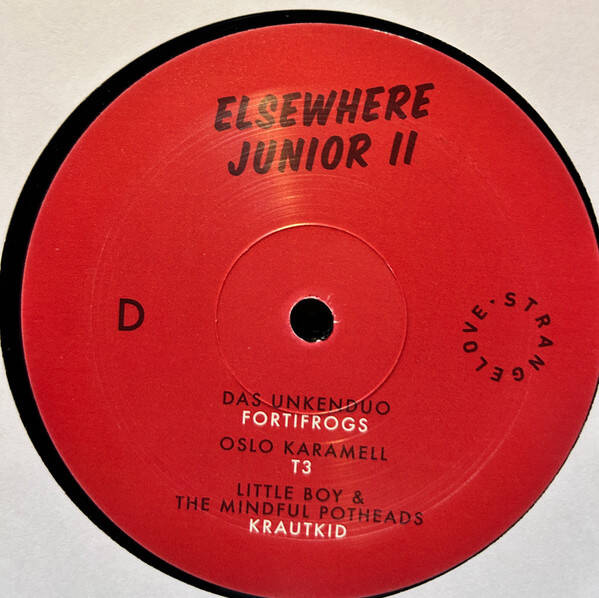 ELSEWHERE
JUNIOR II
D
STRANGELOVE·
DAS UNKENDUO
FORTIFROGS
OSLO KARAMELL
T3
LITTLE BOY &
THE MINDFUL POTHEADS
KRAUTKID